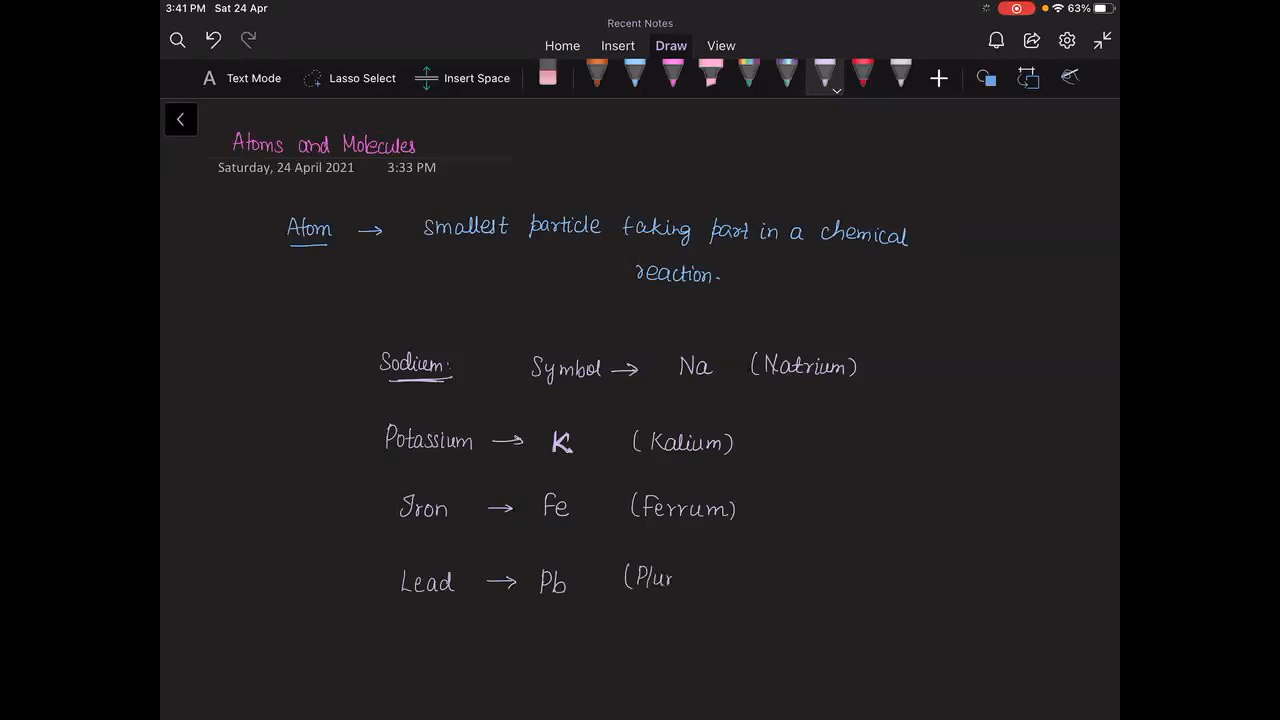 3:41 PM Sat 24 Apr
63%
Recent Notes
Home Insert Draw View
Text Mode Lasso Select Insert Space
Atoms and Molecules
Saturday, 24 April 2021 3:33 PM
Atom → smallest particle taking part in a chemical
reaction.
Sodium: Symbol → Na (Natrium)
Potassium → K (Kalium)
Iron → Fe (Ferrum)
Lead → Pb (Plur